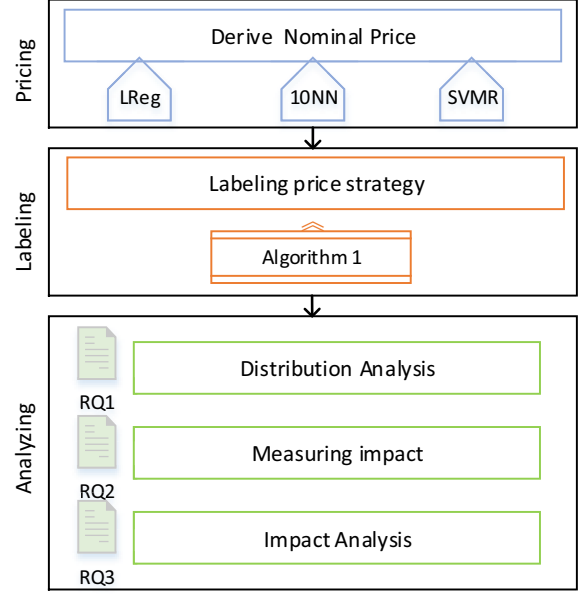 Pricing
Derive Nominal Price
LReg
10NN
SVMR
Labeling
Labeling price strategy
Algorithm 1
Analyzing
RQ1
Distribution Analysis
RQ2
Measuring impact
RQ3
Impact Analysis